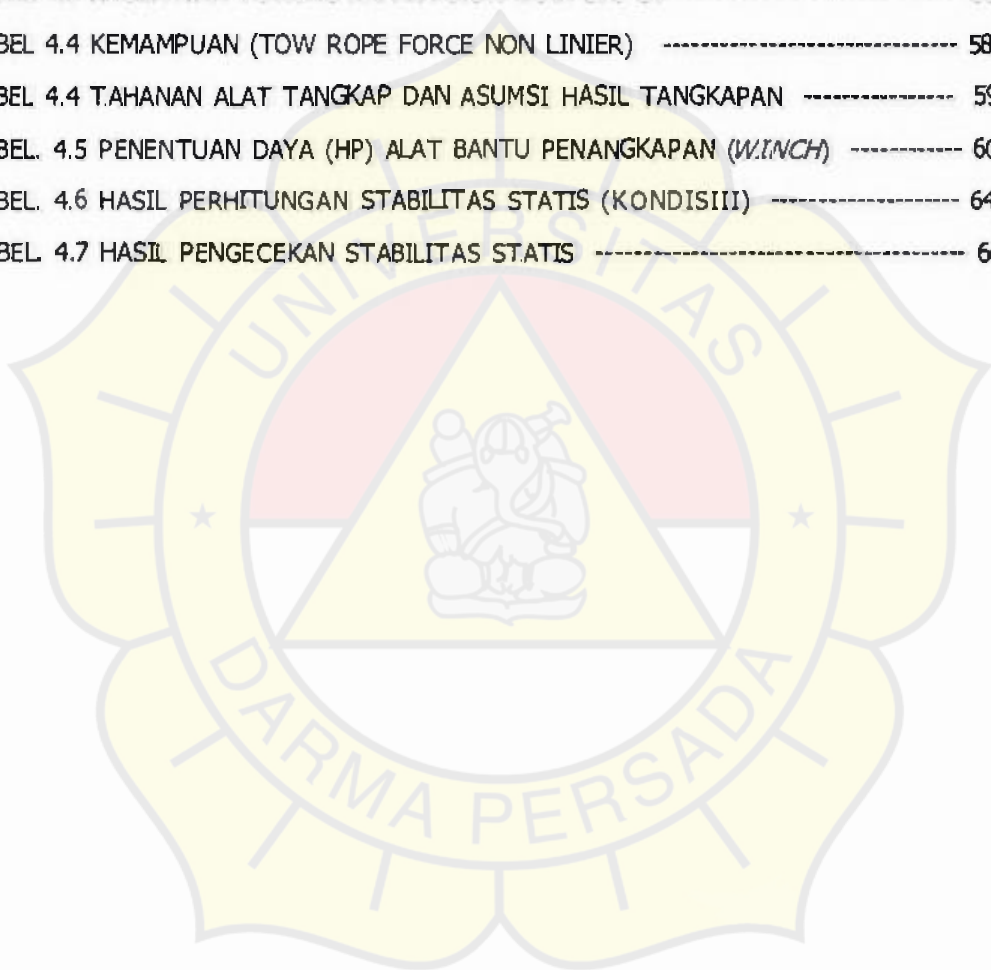 BEL 4.4 KEMAMPUAN (TOW ROPE FORCE NON LINIER) ---------------------------- 58
BEL 4.4 TAHANAN ALAT TANGKAP DAN ASUMSI HASIL TANGKAPAN ---------------- 59
BEL. 4.5 PENENTUAN DAYA (HP) ALAT BANTU PENANGKAPAN (W.INCH) ------------ 60
BEL. 4.6 HASIL PERHITUNGAN STABILITAS STATIS (KONDISIII) -------------------- 64
BEL. 4.7 HASIL PENGECEKAN STABILITAS STATIS --------------------------------------- 6
UNIVERSITAS
DARMA PERSADA